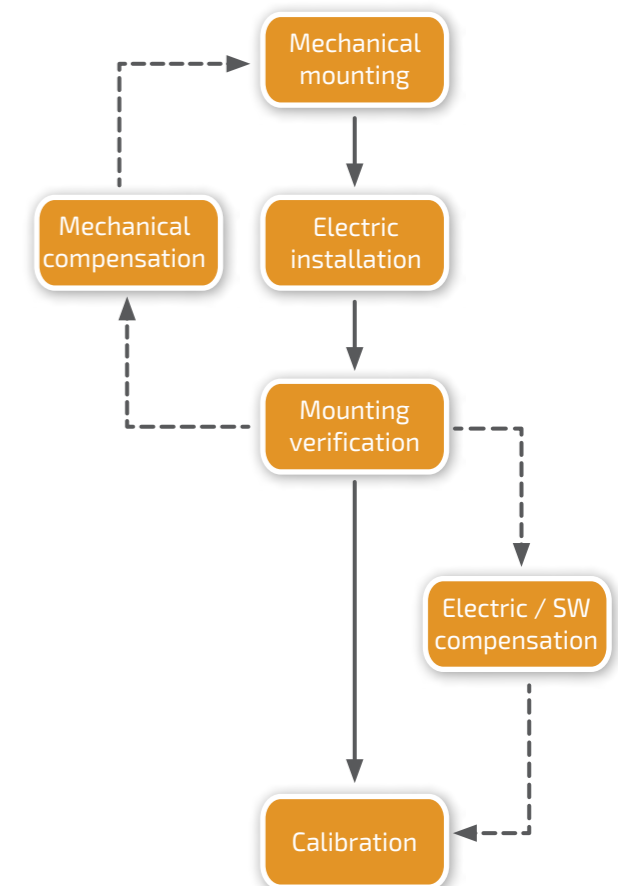 Mechanical
mounting
Mechanical
compensation
Electric
installation
Mounting
verification
Electric / SW
compensation
Calibration